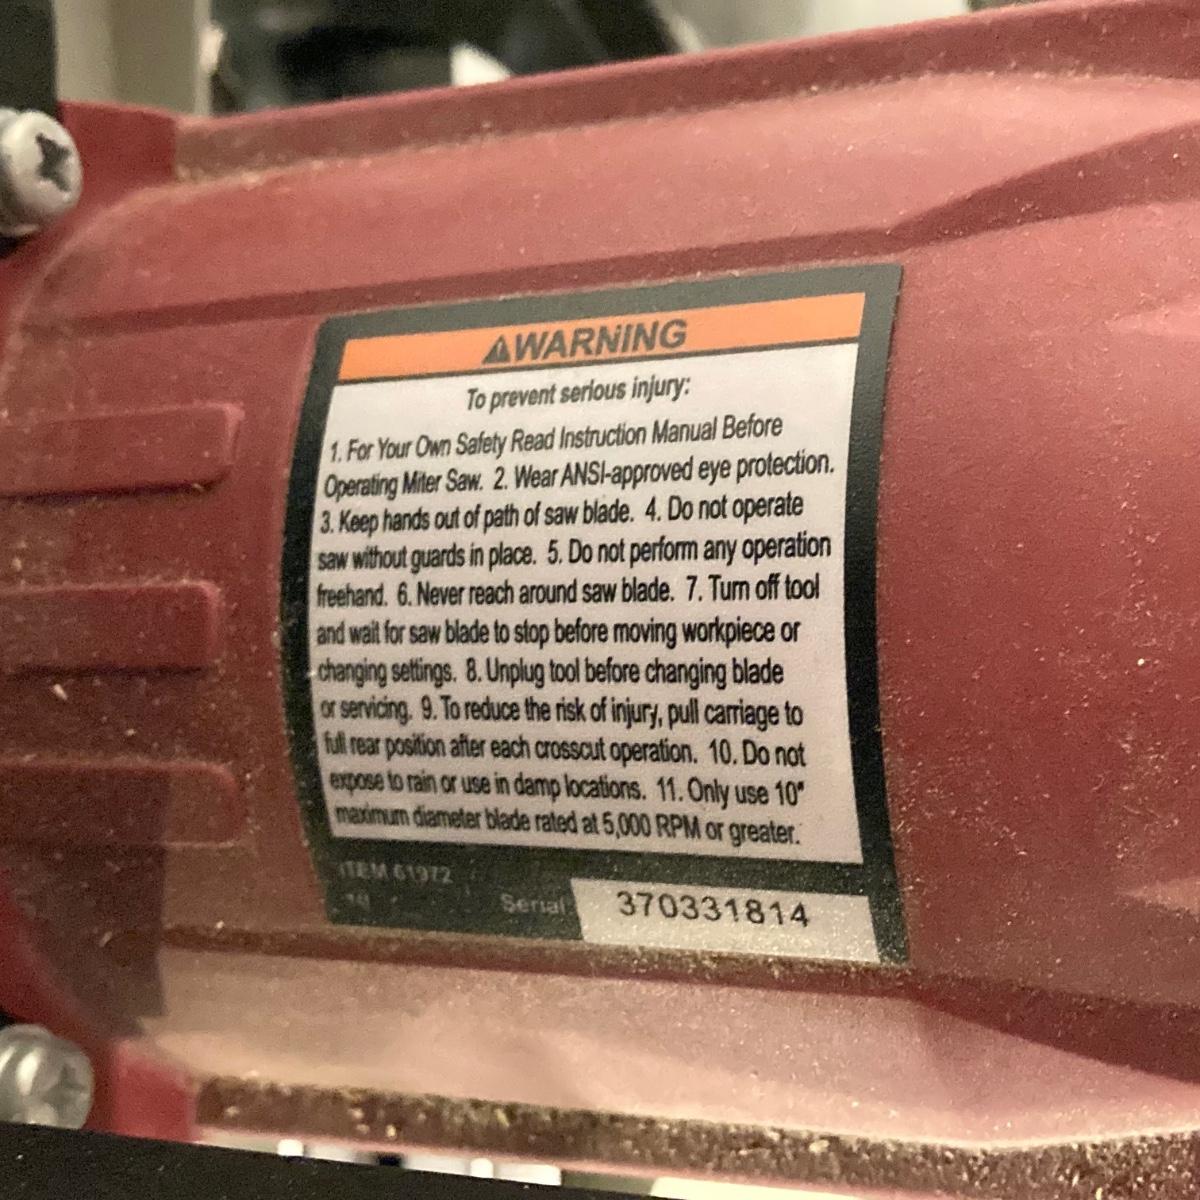 ⚠WARNING
To prevent serious injury:
1. For Your Own Safety Read Instruction Manual Before
Operating Miter Saw. 2. Wear ANSI-approved eye protection.
3. Keep hands out of path of saw blade. 4. Do not operate
saw without guards in place. 5. Do not perform any operation
freehand. 6. Never reach around saw blade. 7. Turn off tool
and wait for saw blade to stop before moving workpiece or
changing settings. 8. Unplug tool before changing blade
or servicing. 9. To reduce the risk of injury, pull carriage to
full rear position after each crosscut operation. 10. Do not
expose to rain or use in damp locations. 11. Only use 10"
maximum diameter blade rated at 5,000 RPM or greater.
ITEM 61972
Serial 370331814